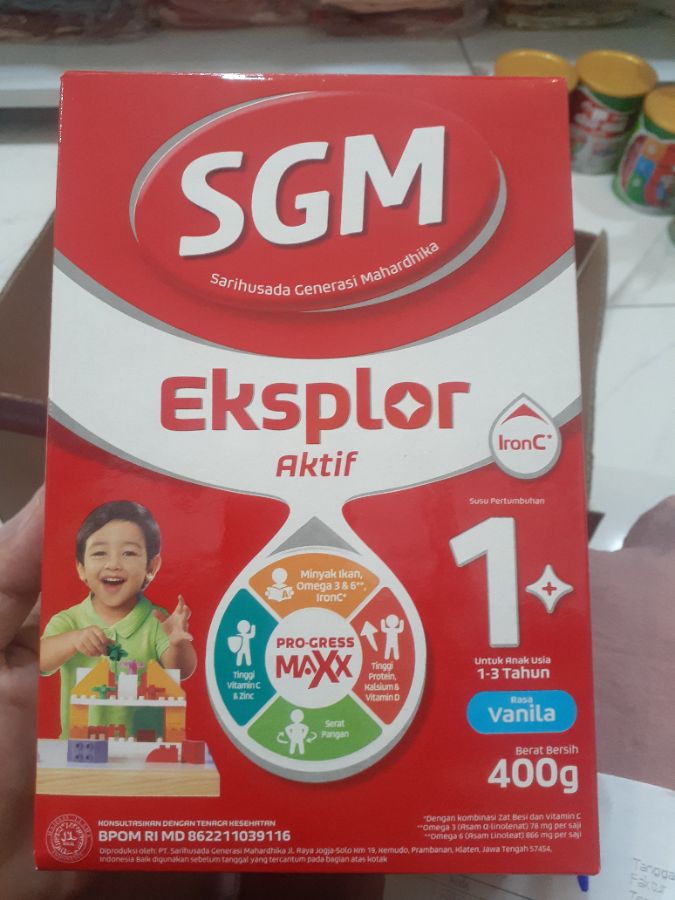 SGM
Sarihusada Generasi Mahardhika
Eksplor
Aktif
IronC*
Susu Pertumbuhan
1+
Untuk Anak Usia
1-3 Tahun
Rasa
Vanila
Berat Bersih
400g
Minyak Ikan,
Omega 3 & 6**,
IronC*
PRO-GRESS
MAXX
Tinggi
Vitamin C
& Zinc
Tinggi
Protein,
Kalsium &
Vitamin D
Serat
Pangan
KONSULTASIKAN DENGAN TENAGA KESEHATAN
BPOM RI MD 862211039116
Diproduksi oleh: PT. Sarihusada Generasi Mahardhika Jl. Raya Jogja-Solo Km 19, Kemudo, Prambanan, Klaten, Jawa Tengah 57454,
Indonesia Baik digunakan sebelum tanggal yang tercantum pada bagian atas kotak
*Dengan kombinasi Zat Besi dan Vitamin C
**Omega 3 (Asam α-linolenat) 78 mg per saji
**Omega 6 (Asam Linoleat) 866 mg per saji
Tangga
Faktur